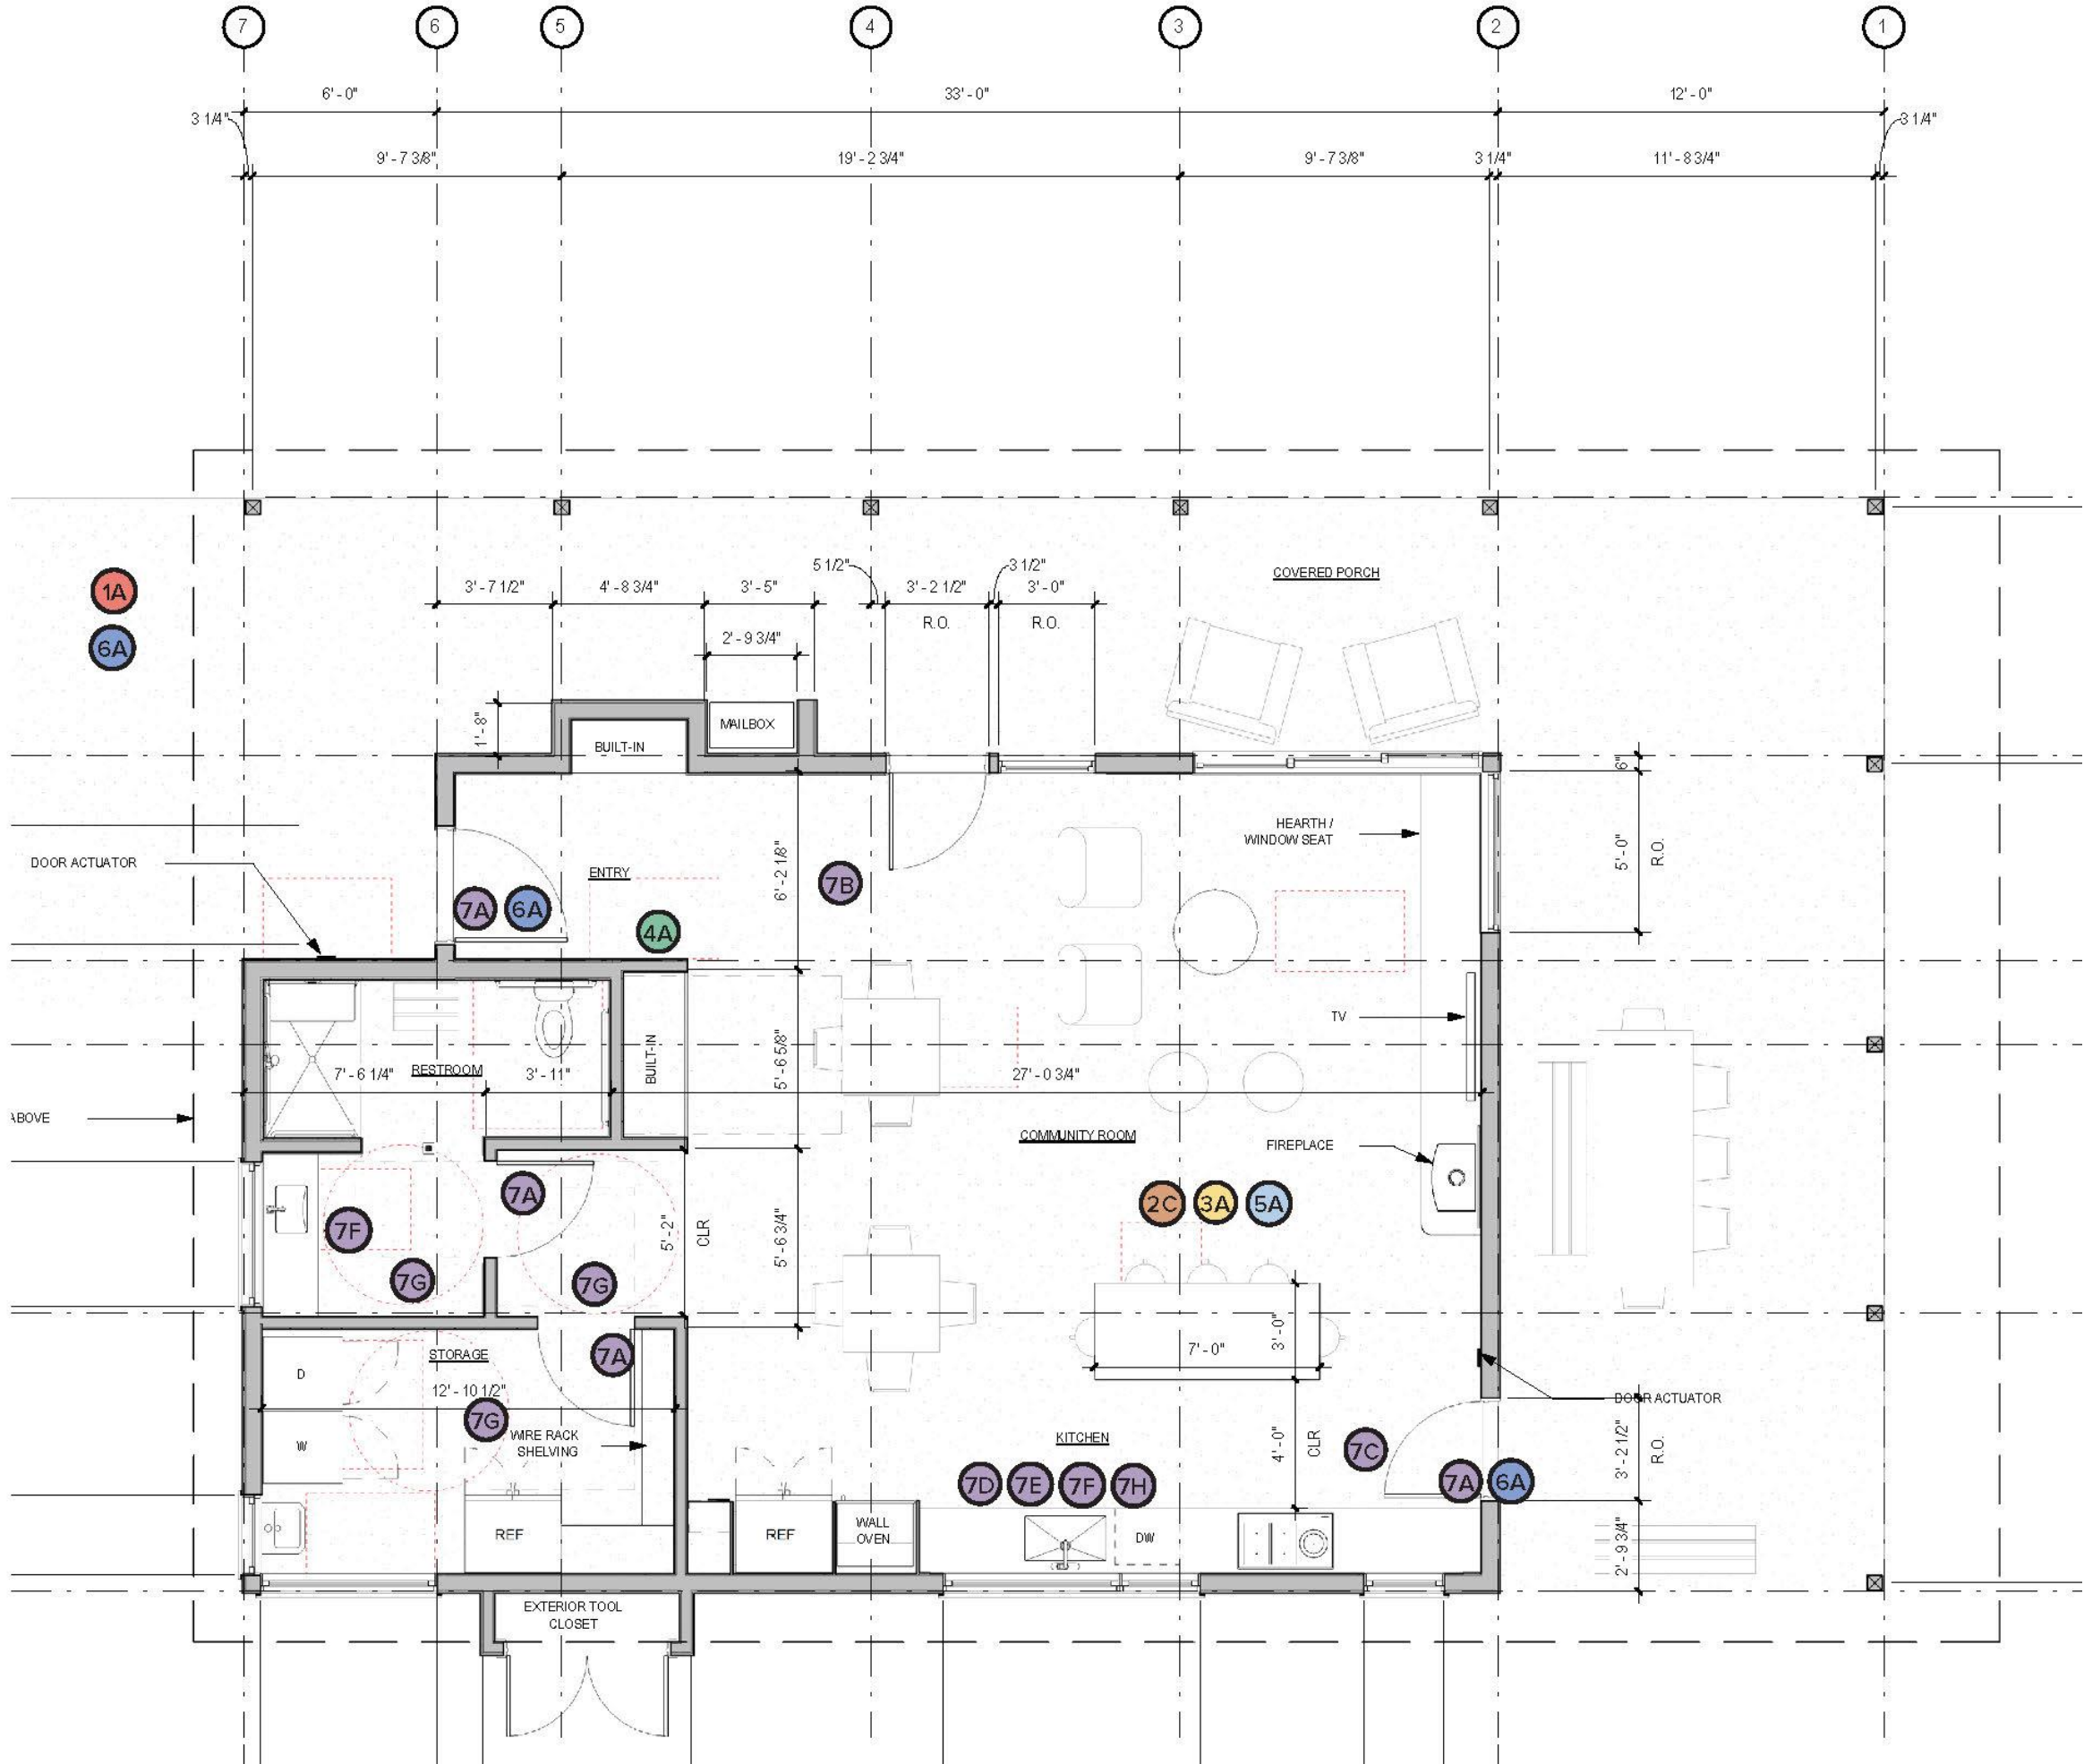 7 6 5 4 3 2 1
6' - 0" 33' - 0" 12' - 0"
3 1/4" 3 1/4"
9' - 7 3/8" 19' - 2 3/4" 9' - 7 3/8" 3 1/4" 11' - 8 3/4"
5 1/2" 3 1/2"
COVERED PORCH
3' - 7 1/2" 4' - 8 3/4" 3' - 5" 3' - 2 1/2" 3' - 0"
1A
R.O. R.O.
2' - 9 3/4"
6A
1' - 8"
MAILBOX
BUILT-IN
6"
HEARTH /
WINDOW SEAT
DOOR ACTUATOR
ENTRY
6' - 2 1/8"
5' - 0"
R.O.
7B
7A 6A
4A
TV
BUILT-IN
5' - 6 5/8"
7' - 6 1/4" RESTROOM 3' - 11" 27' - 0 3/4"
ABOVE
COMMUNITY ROOM
FIREPLACE
7A
2C 3A 5A
7F
5' - 2"
CLR
5' - 6 3/4"
7G 7G
STORAGE
7A
7' - 0"
3' - 0"
D
12' - 10 1/2"
DOOR ACTUATOR
7G
W
WIRE RACK
SHELVING
KITCHEN
4' - 0"
CLR
7C
3' - 2 1/2"
R.O.
7D 7E 7F 7H
7A 6A
REF REF
WALL
OVEN
DW
2' - 9 3/4"
EXTERIOR TOOL
CLOSET